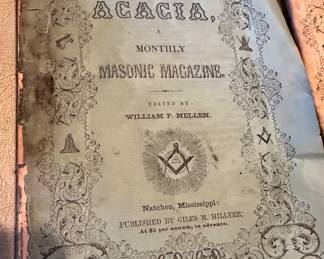 ACACIA,
A
MONTHLY
MASONIC MAGAZINE.
EDITED BY
WILLIAM P. MELLEN.
Natchez, Mississippi:
PUBLISHED BY GILES M. HILLYER,
At $5 per annum, in advance.